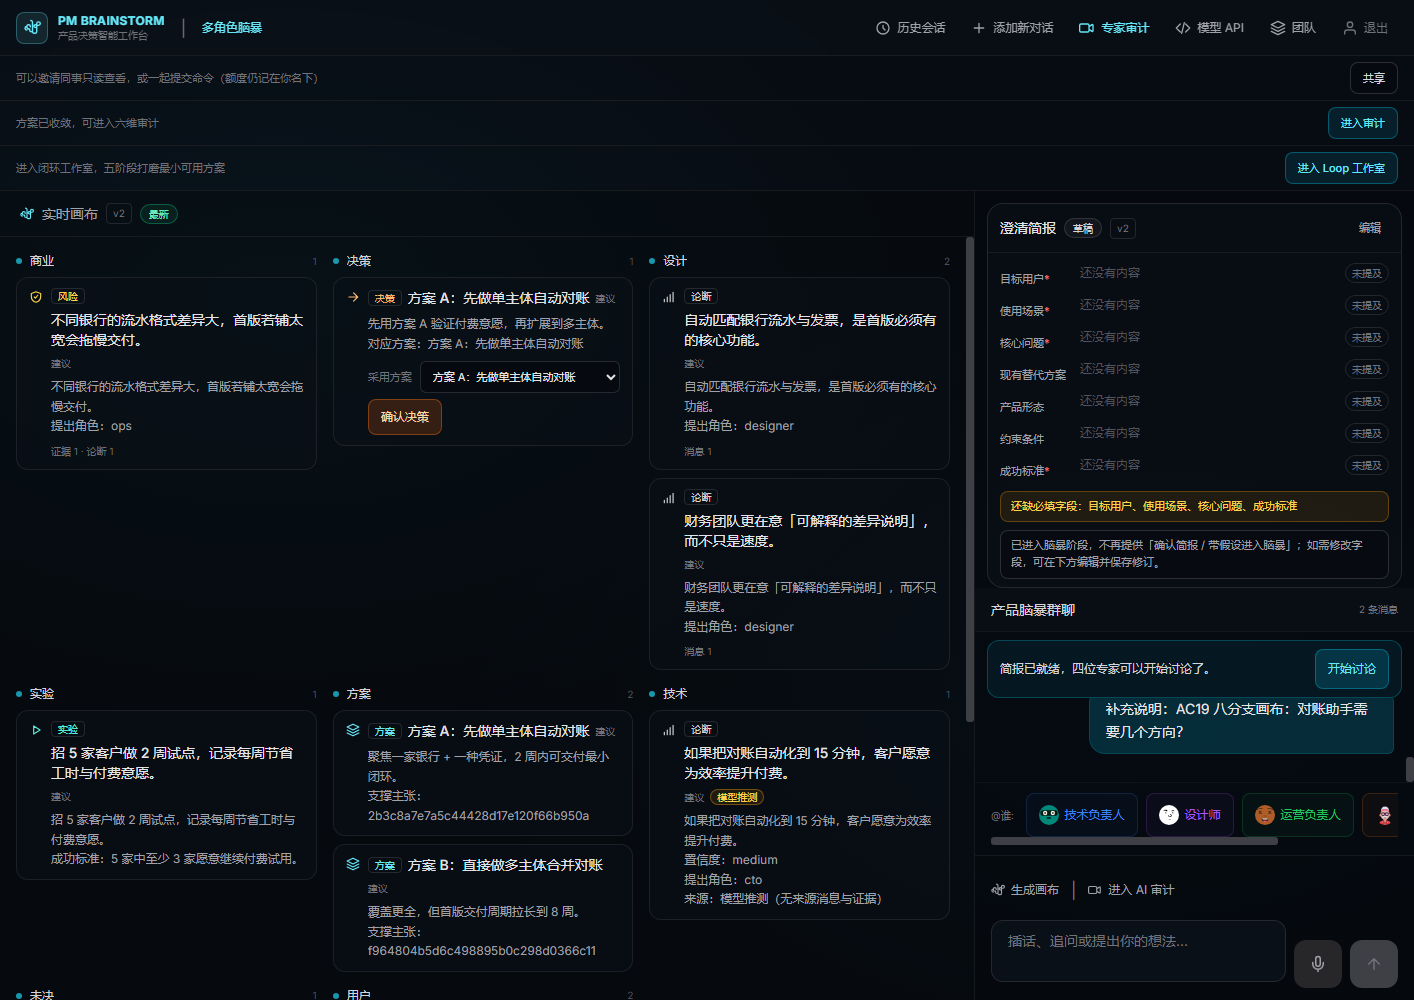 PM BRAINSTORM
产品决策智能工作台
多角色脑暴
历史会话
添加新对话
专家审计
模型 API
团队
退出
可以邀请同事只读查看，或一起提交命令（额度仍记在你名下）
共享
方案已收敛，可进入六维审计
进入审计
进入闭环工作室，五阶段打磨最小可用方案
进入 Loop 工作室
实时画布
v2
最新
商业
1
风险
不同银行的流水格式差异大，首版若铺太
宽会拖慢交付。
建议
不同银行的流水格式差异大，首版若铺太宽会拖
慢交付。
提出角色：ops
证据 1 · 论断 1
决策
1
决策
方案 A：先做单主体自动对账
建议
先用方案 A 验证付费意愿，再扩展到多主体。
对应方案：方案 A：先做单主体自动对账
采用方案
方案 A：先做单主体自动对账
确认决策
设计
2
论断
自动匹配银行流水与发票，是首版必须有
的核心功能。
建议
自动匹配银行流水与发票，是首版必须有的核心
功能。
提出角色：designer
消息 1
论断
财务团队更在意「可解释的差异说明」，
而不只是速度。
建议
财务团队更在意「可解释的差异说明」，而不只
是速度。
提出角色：designer
消息 1
实验
1
实验
招 5 家客户做 2 周试点，记录每周节省
工时与付费意愿。
建议
招 5 家客户做 2 周试点，记录每周节省工时与
付费意愿。
成功标准：5 家中至少 3 家愿意继续付费试用。
方案
2
方案
方案 A：先做单主体自动对账
建议
聚焦一家银行 + 一种凭证，2 周内可交付最小
闭环。
支撑主张：
2b3c8a7e7a5c44428d17e120f66b950a
方案
方案 B：直接做多主体合并对账
建议
覆盖更全，但首版交付周期拉长到 8 周。
支撑主张：
f964804b5d6c498895b0c298d0366c11
技术
1
论断
如果把对账自动化到 15 分钟，客户愿意
为效率提升付费。
建议
模型推测
如果把对账自动化到 15 分钟，客户愿意为效率
提升付费。
置信度：medium
提出角色：cto
来源：模型推测（无来源消息与证据）
未决
1
用户
2
澄清简报
草稿
v2
编辑
目标用户*
还没有内容
未提及
使用场景*
还没有内容
未提及
核心问题*
还没有内容
未提及
现有替代方案
还没有内容
未提及
产品形态
还没有内容
未提及
约束条件
还没有内容
未提及
成功标准*
还没有内容
未提及
还缺必填字段：目标用户、使用场景、核心问题、成功标准
已进入脑暴阶段，不再提供「确认简报 / 带假设进入脑暴」；如需修改字
段，可在下方编辑并保存修订。
产品脑暴群聊
2 条消息
简报已就绪，四位专家可以开始讨论了。
开始讨论
补充说明：AC19 八分支画布：对账助手需
要几个方向？
@谁:
技术负责人
设计师
运营负责人
生成画布
进入 AI 审计
插话、追问或提出你的想法...